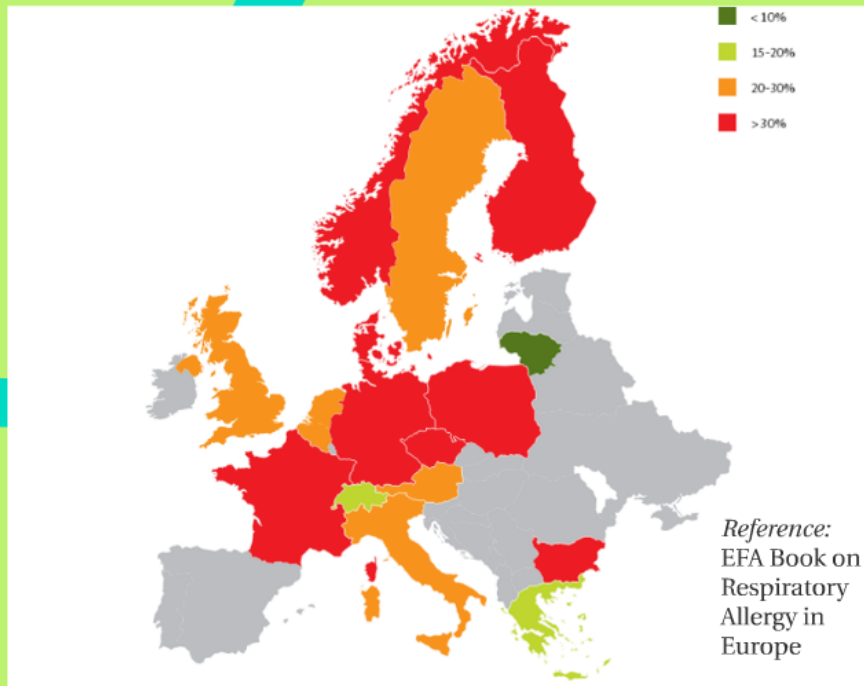 <10%
15-20%
20-30%
>30%
Reference:
EFA Book on
Respiratory
Allergy in
Europe